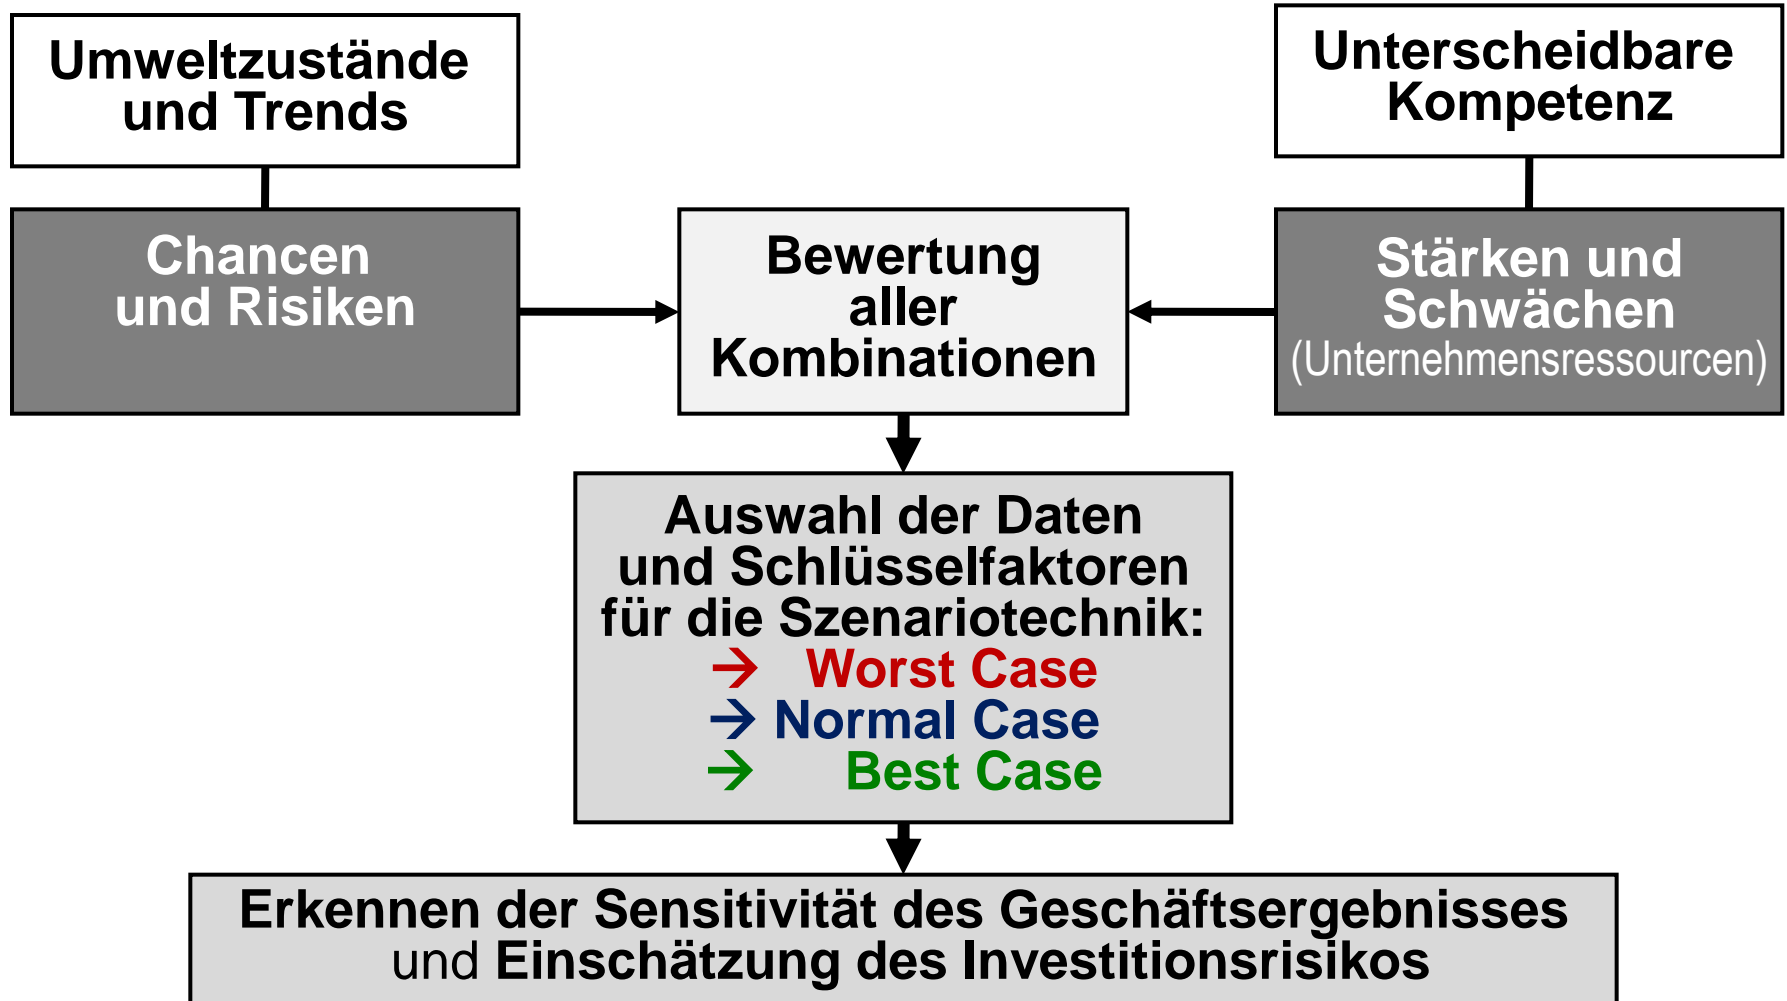 Umweltzustände
und Trends
Unterscheidbare
Kompetenz
Chancen
und Risiken
Bewertung
aller
Kombinationen
Stärken und
Schwächen
(Unternehmensressourcen)
Auswahl der Daten
und Schlüsselfaktoren
für die Szenariotechnik:
→ Worst Case
→ Normal Case
→ Best Case
Erkennen der Sensitivität des Geschäftsergebnisses
und Einschätzung des Investitionsrisikos